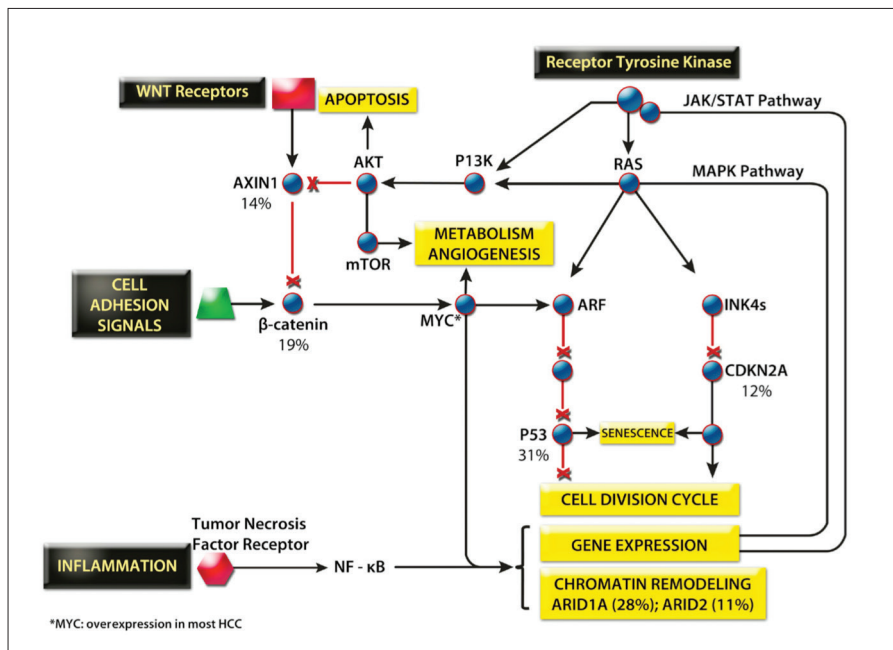 Receptor Tyrosine Kinase
WNT Receptors
APOPTOSIS
JAK/STAT Pathway
AKT
P13K
RAS
MAPK Pathway
AXIN1
14%
METABOLISM
ANGIOGENESIS
mTOR
CELL
ADHESION
SIGNALS
β-catenin
19%
MYC*
ARF
INK4s
CDKN2A
12%
P53
31%
SENESCENCE
CELL DIVISION CYCLE
Tumor Necrosis
Factor Receptor
GENE EXPRESSION
INFLAMMATION
NF - κB
CHROMATIN REMODELING
ARID1A (28%); ARID2 (11%)
*MYC: overexpression in most HCC